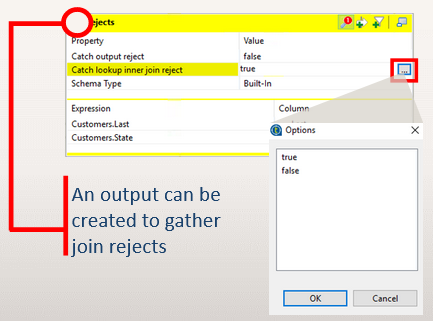 ejects
Property Value
Catch output reject false
Catch lookup inner join reject true
Schema Type Built-In
Expression Column
Customers.Last
Customers.State
Options
true
false
OK Cancel
An output can be
created to gather
join rejects